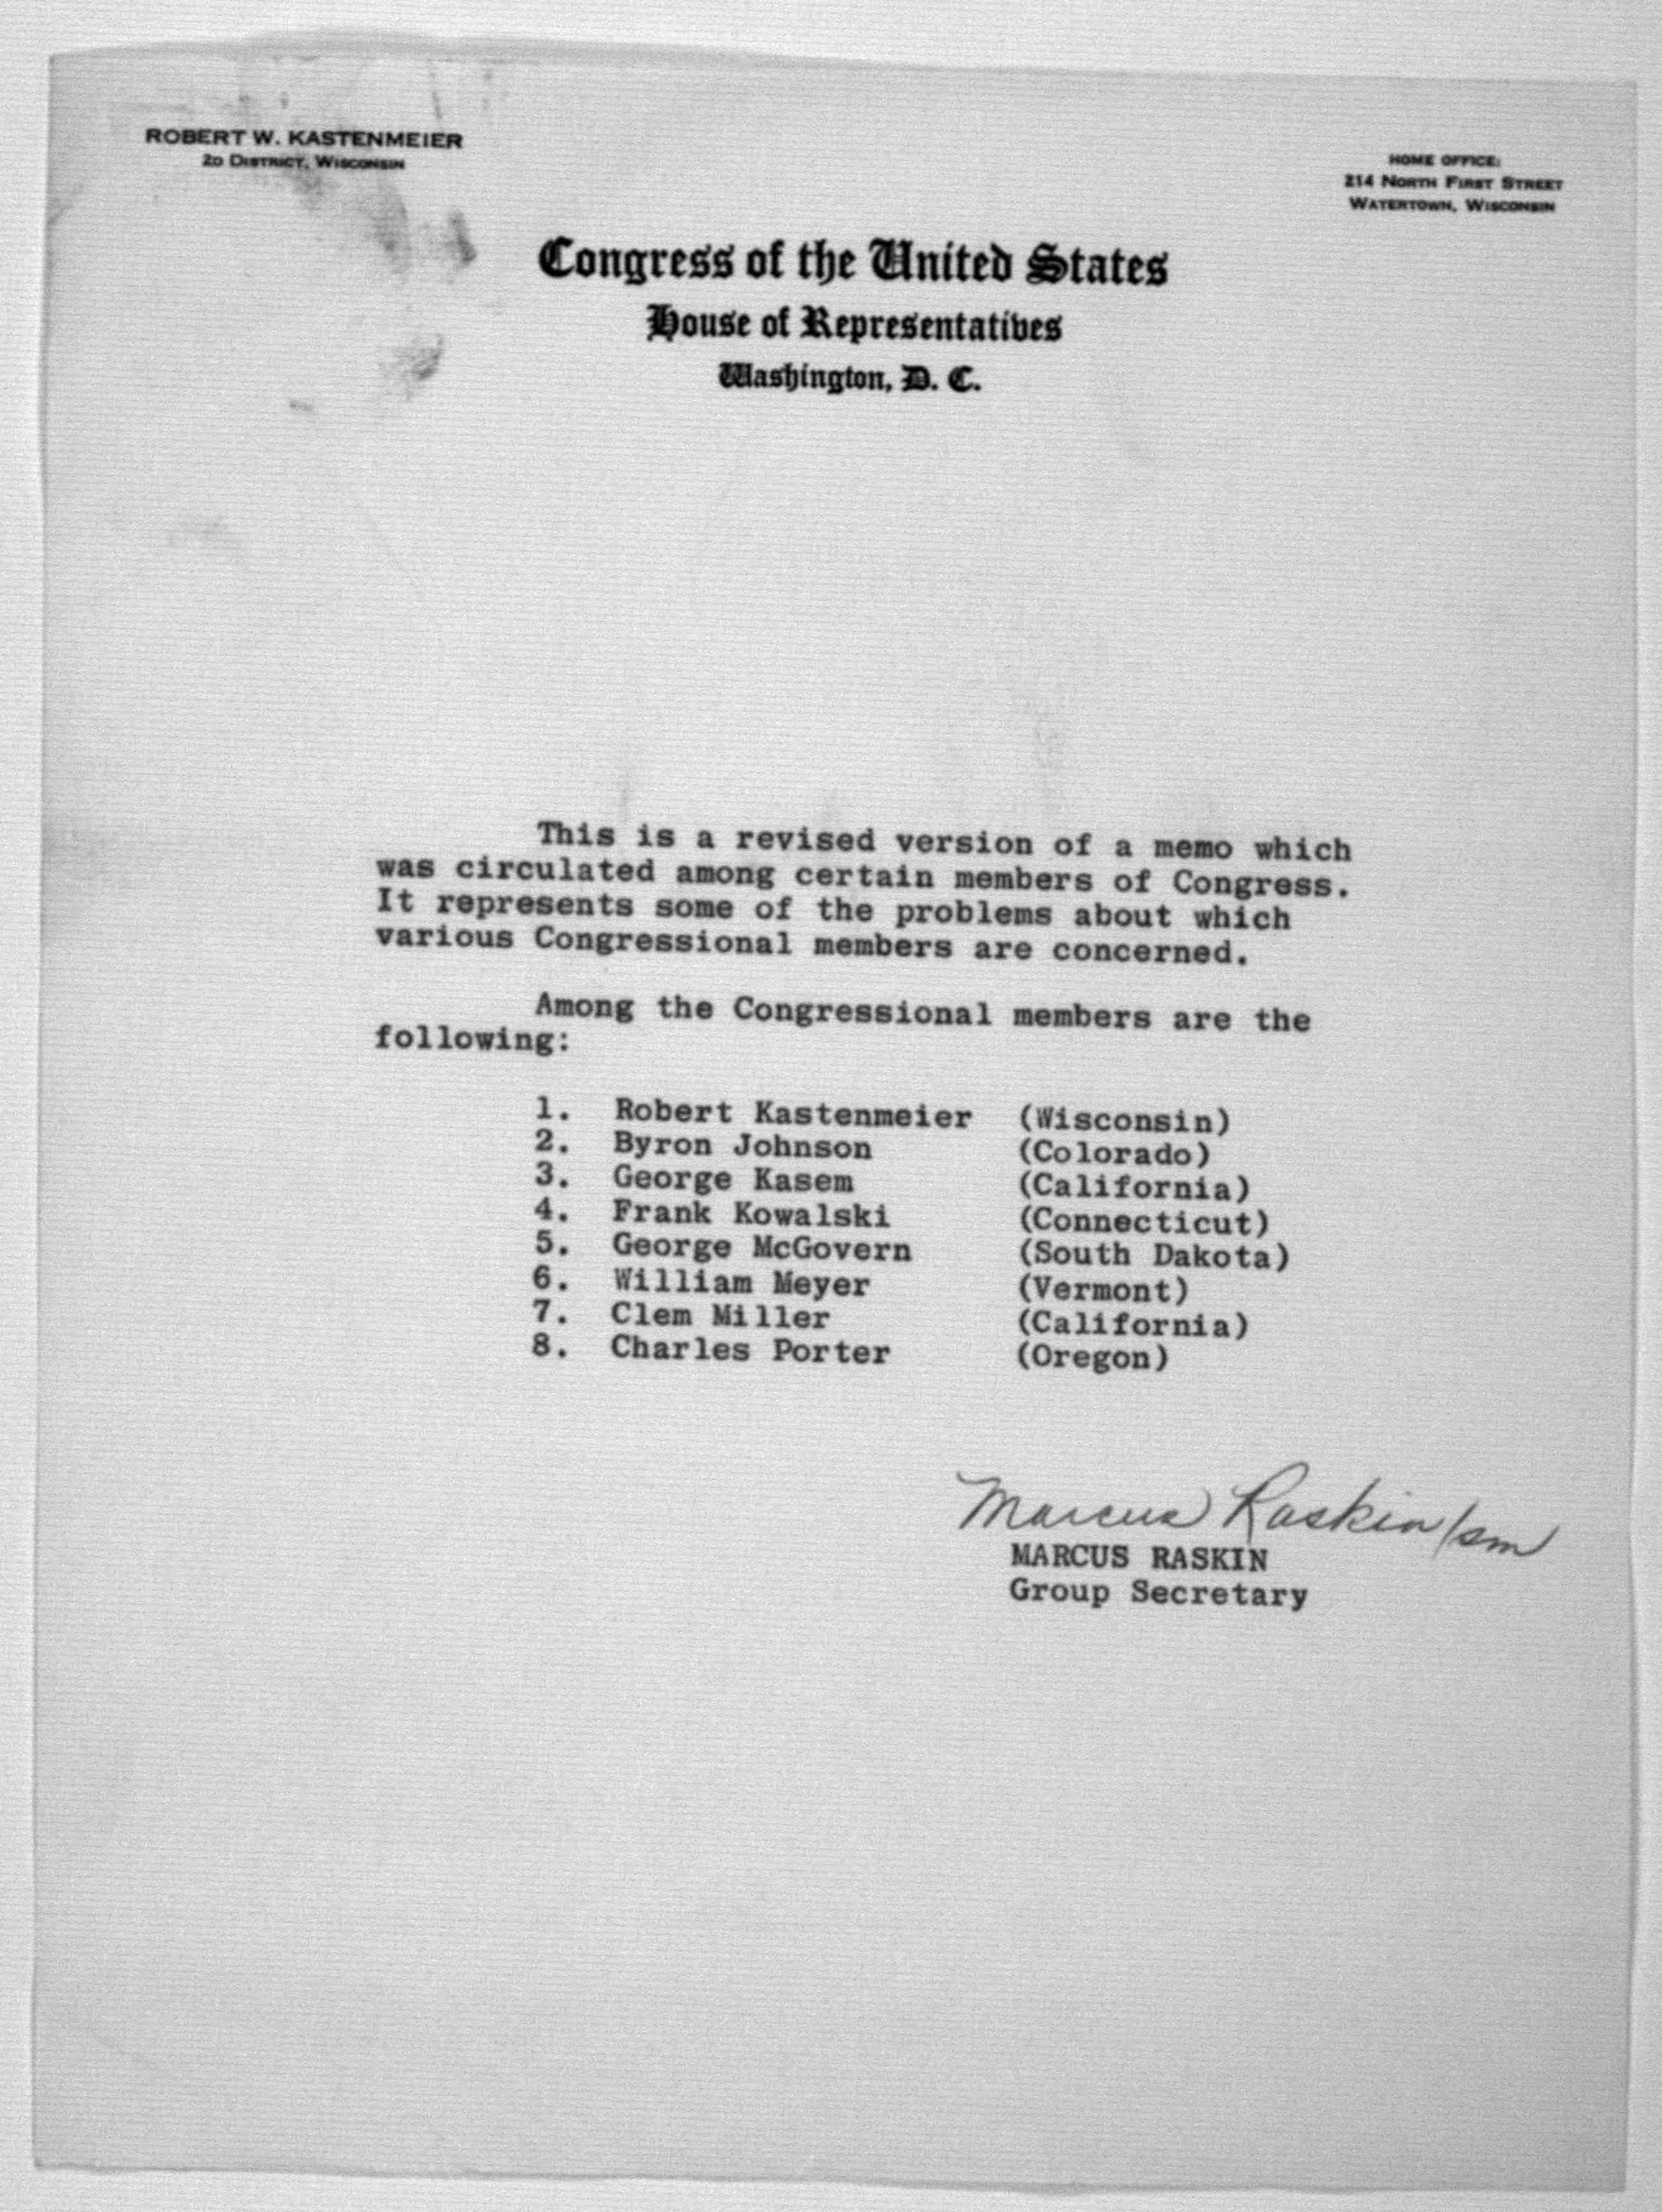 ROBERT W. KASTENMEIER
2D DISTRICT, WISCONSIN
HOME OFFICE:
214 NORTH FIRST STREET
WATERTOWN, WISCONSIN
Congress of the United States
House of Representatives
Washington, D. C.
This is a revised version of a memo which
was circulated among certain members of Congress.
It represents some of the problems about which
various Congressional members are concerned.
Among the Congressional members are the
following:
1. Robert Kastenmeier (Wisconsin)
2. Byron Johnson (Colorado)
3. George Kasem (California)
4. Frank Kowalski (Connecticut)
5. George McGovern (South Dakota)
6. William Meyer (Vermont)
7. Clem Miller (California)
8. Charles Porter (Oregon)
Marcus Raskin/sm
MARCUS RASKIN
Group Secretary